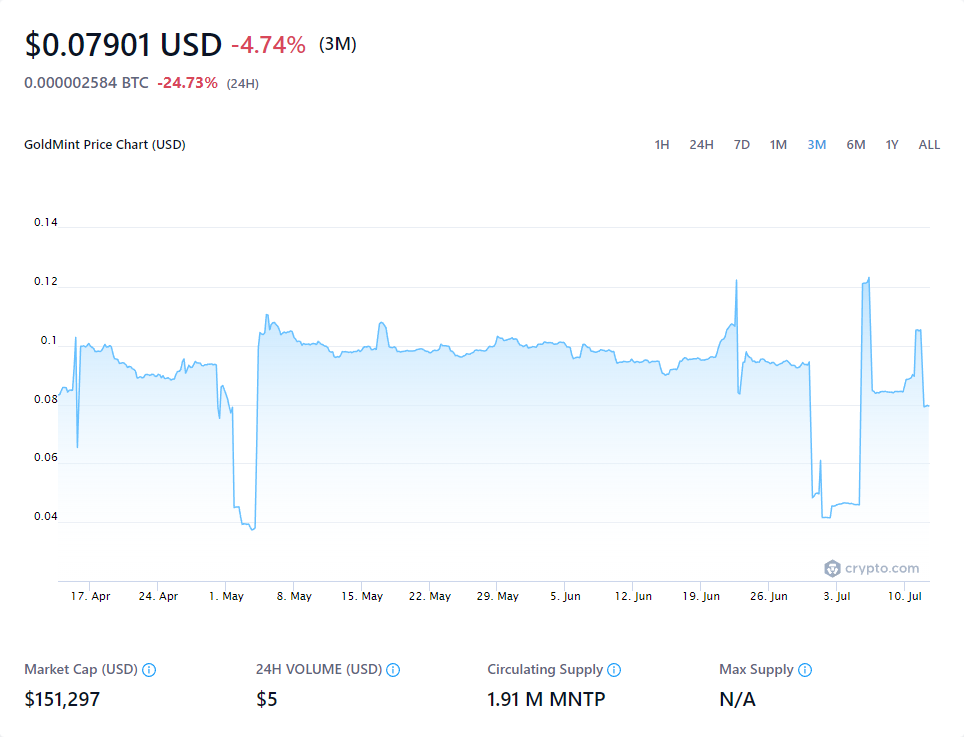 $0.07901 USD -4.74% (3M)
0.000002584 BTC -24.73% (24H)
GoldMint Price Chart (USD) 1H 24H 7D 1M 3M 6M 1Y ALL
0.14
0.12
0.1
0.08
0.06
0.04
crypto.com
17. Apr 24. Apr 1. May 8. May 15. May 22. May 29. May 5. Jun 12. Jun 19. Jun 26. Jun 3. Jul 10. Jul
Market Cap (USD) 24H VOLUME (USD) Circulating Supply Max Supply
$151,297 $5 1.91 M MNTP N/A